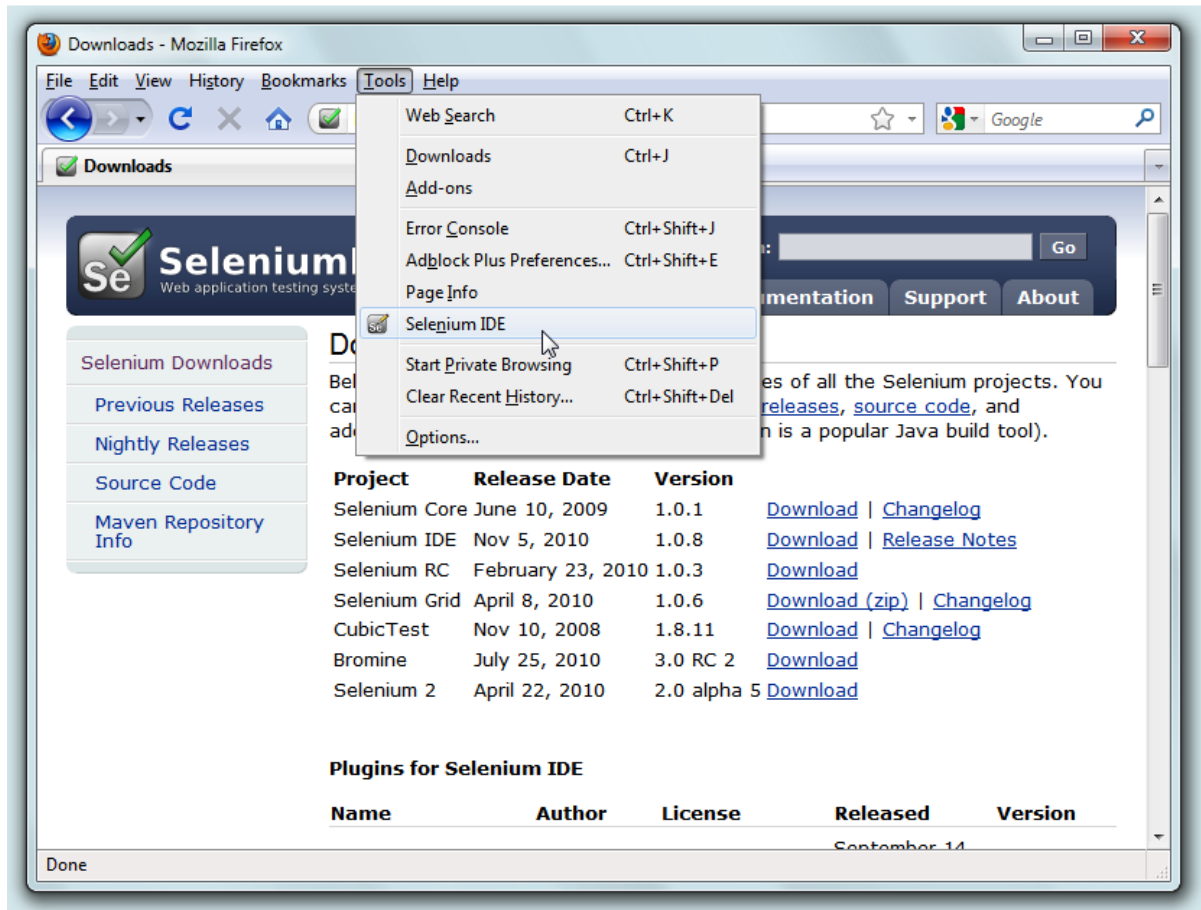 Downloads - Mozilla Firefox
File Edit View History Bookmarks Tools Help
Google
Downloads
Web Search Ctrl+K
Downloads Ctrl+J
Add-ons
Error Console Ctrl+Shift+J
Adblock Plus Preferences... Ctrl+Shift+E
Page Info
Selenium IDE
Start Private Browsing Ctrl+Shift+P
Clear Recent History... Ctrl+Shift+Del
Options...
Se
Web application testing
Go
Support About
Selenium Downloads
Previous Releases
Nightly Releases
Source Code
Maven Repository
Info
of all the Selenium projects. You
releases, source code, and
is a popular Java build tool).
Project Release Date Version
Selenium Core June 10, 2009 1.0.1 Download | Changelog
Selenium IDE Nov 5, 2010 1.0.8 Download | Release Notes
Selenium RC February 23, 2010 1.0.3 Download
Selenium Grid April 8, 2010 1.0.6 Download (zip) | Changelog
CubicTest Nov 10, 2008 1.8.11 Download | Changelog
Bromine July 25, 2010 3.0 RC 2 Download
Selenium 2 April 22, 2010 2.0 alpha 5 Download
Plugins for Selenium IDE
Name Author License Released Version
September 14
Done